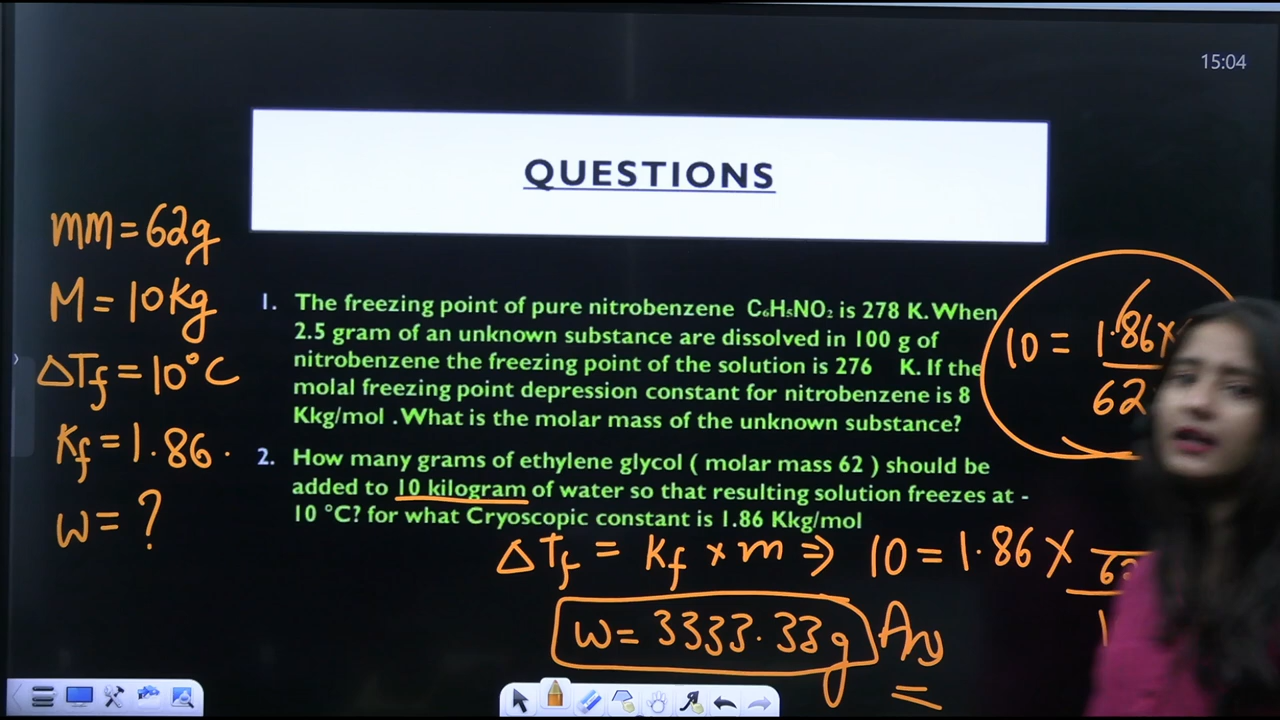 15:04
QUESTIONS
mm = 62g
M = 10kg
ΔTf = 10°C
Kf = 1.86.
w = ?
1. The freezing point of pure nitrobenzene C₆H₅NO₂ is 278 K. When
2.5 gram of an unknown substance are dissolved in 100 g of
nitrobenzene the freezing point of the solution is 276 K. If the
molal freezing point depression constant for nitrobenzene is 8
Kkg/mol .What is the molar mass of the unknown substance?
2. How many grams of ethylene glycol ( molar mass 62 ) should be
added to 10 kilogram of water so that resulting solution freezes at -
10 °C? for what Cryoscopic constant is 1.86 Kkg/mol
10 = 1.86 ×
62
ΔTf = Kf × m ⇒ 10 = 1.86 ×
w = 3333.33g Ans